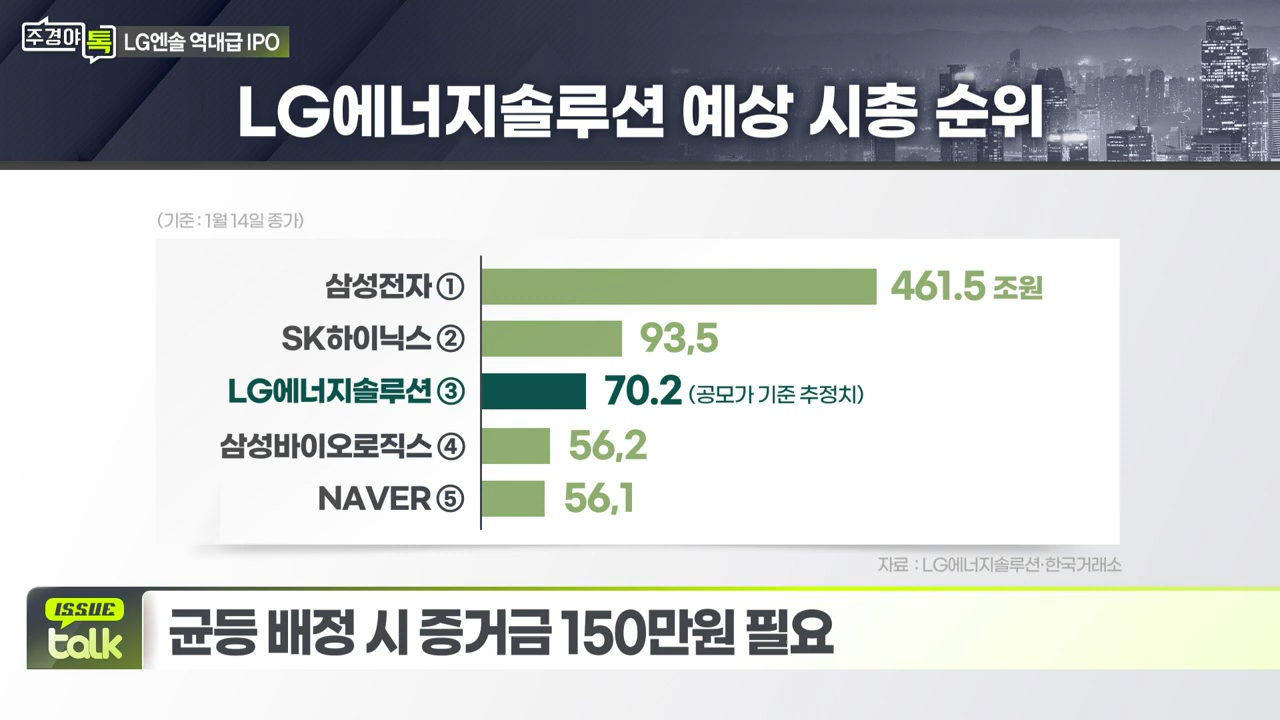 주경야톡 LG엔솔 역대급 IPO
LG에너지솔루션 예상 시총 순위
(기준 : 1월 14일 종가)
삼성전자 ① 461.5 조원
SK하이닉스 ② 93,5
LG에너지솔루션 ③ 70.2 (공모가 기준 추정치)
삼성바이오로직스 ④ 56,2
NAVER ⑤ 56,1
자료 : LG에너지솔루션·한국거래소
ISSUE
talk
균등 배정 시 증거금 150만원 필요